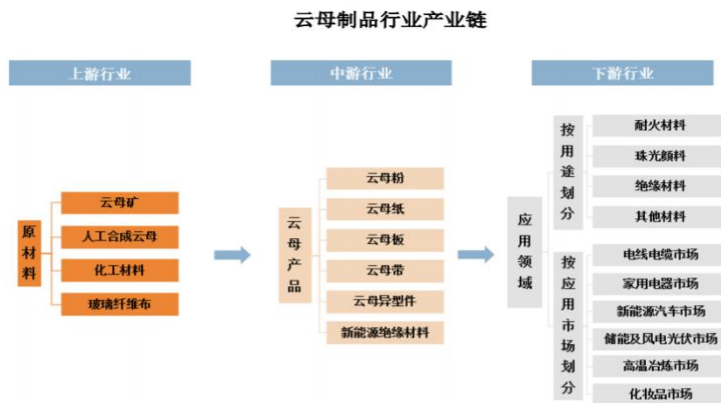 云母制品行业产业链
上游行业
中游行业
下游行业
原材料
云母矿
人工合成云母
化工材料
玻璃纤维布
云母产品
云母粉
云母纸
云母板
云母带
云母异型件
新能源绝缘材料
应用领域
按用途划分
耐火材料
珠光颜料
绝缘材料
其他材料
按应用市场划分
电线电缆市场
家用电器市场
新能源汽车市场
储能及风电光伏市场
高温冶炼市场
化妆品市场